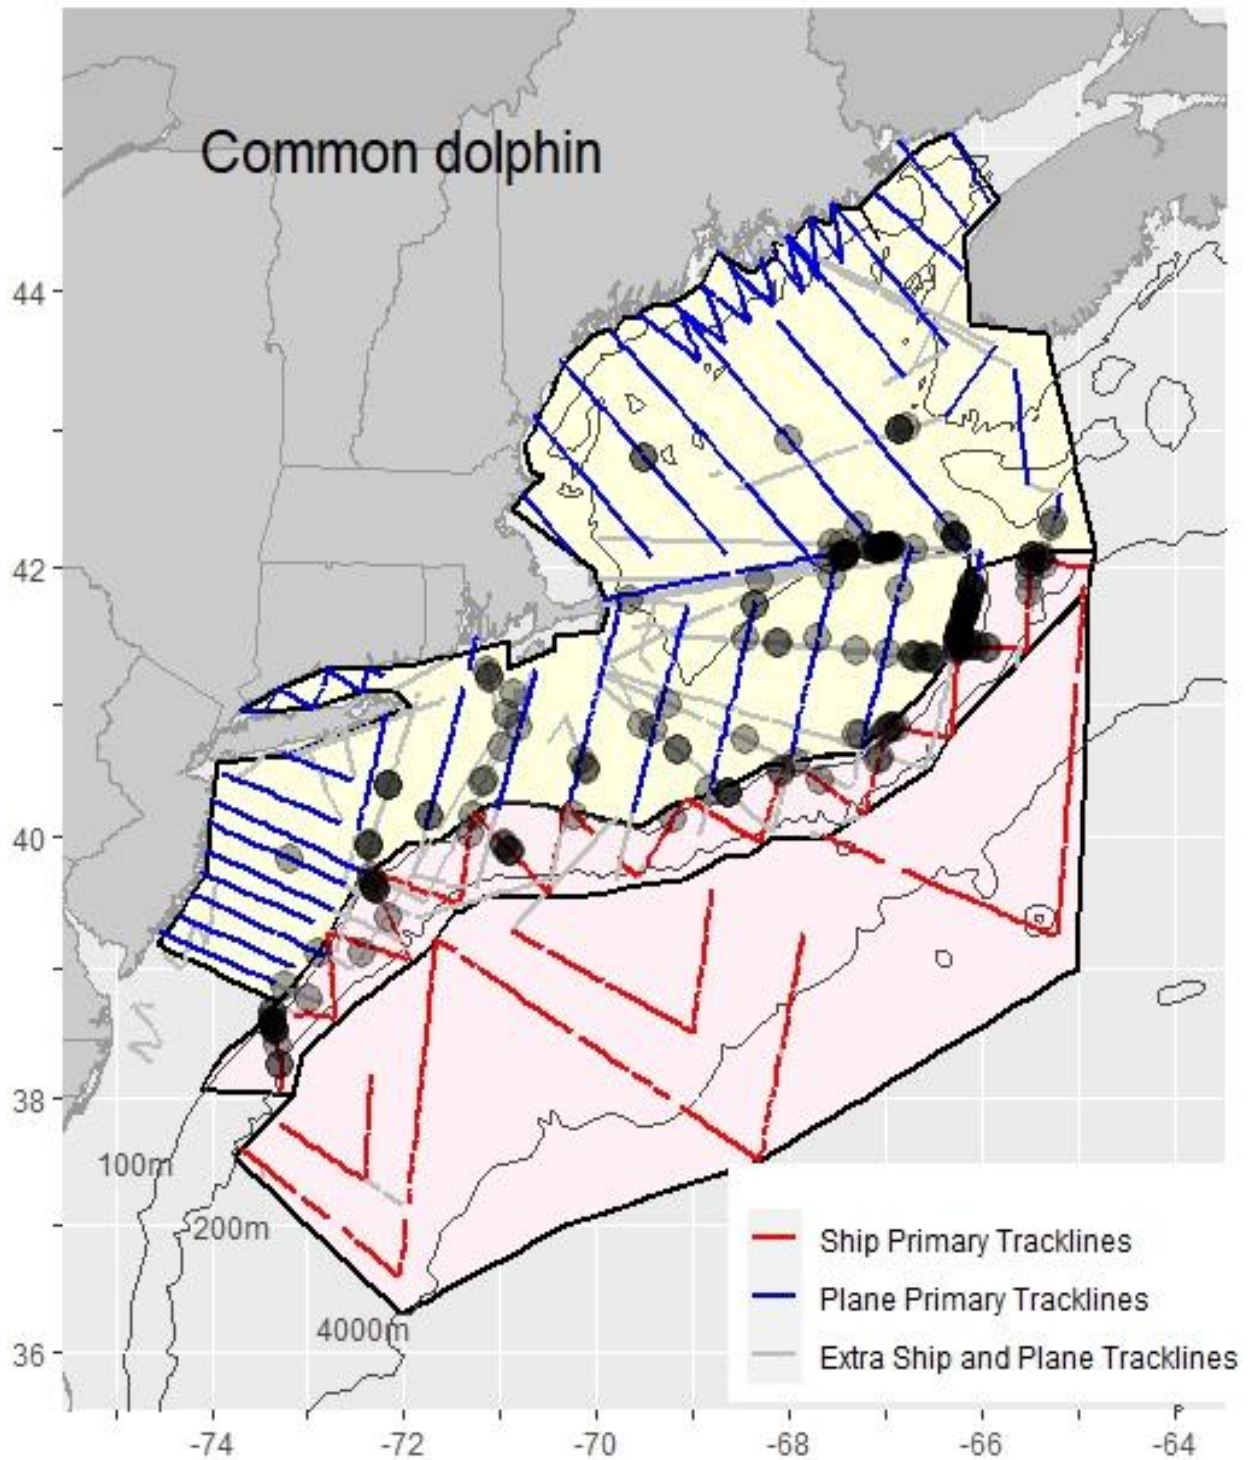 Common dolphin
44
42
40
38
36
100m
200m
4000m
Ship Primary Tracklines
Plane Primary Tracklines
Extra Ship and Plane Tracklines
-74
-72
-70
-68
-66
-64